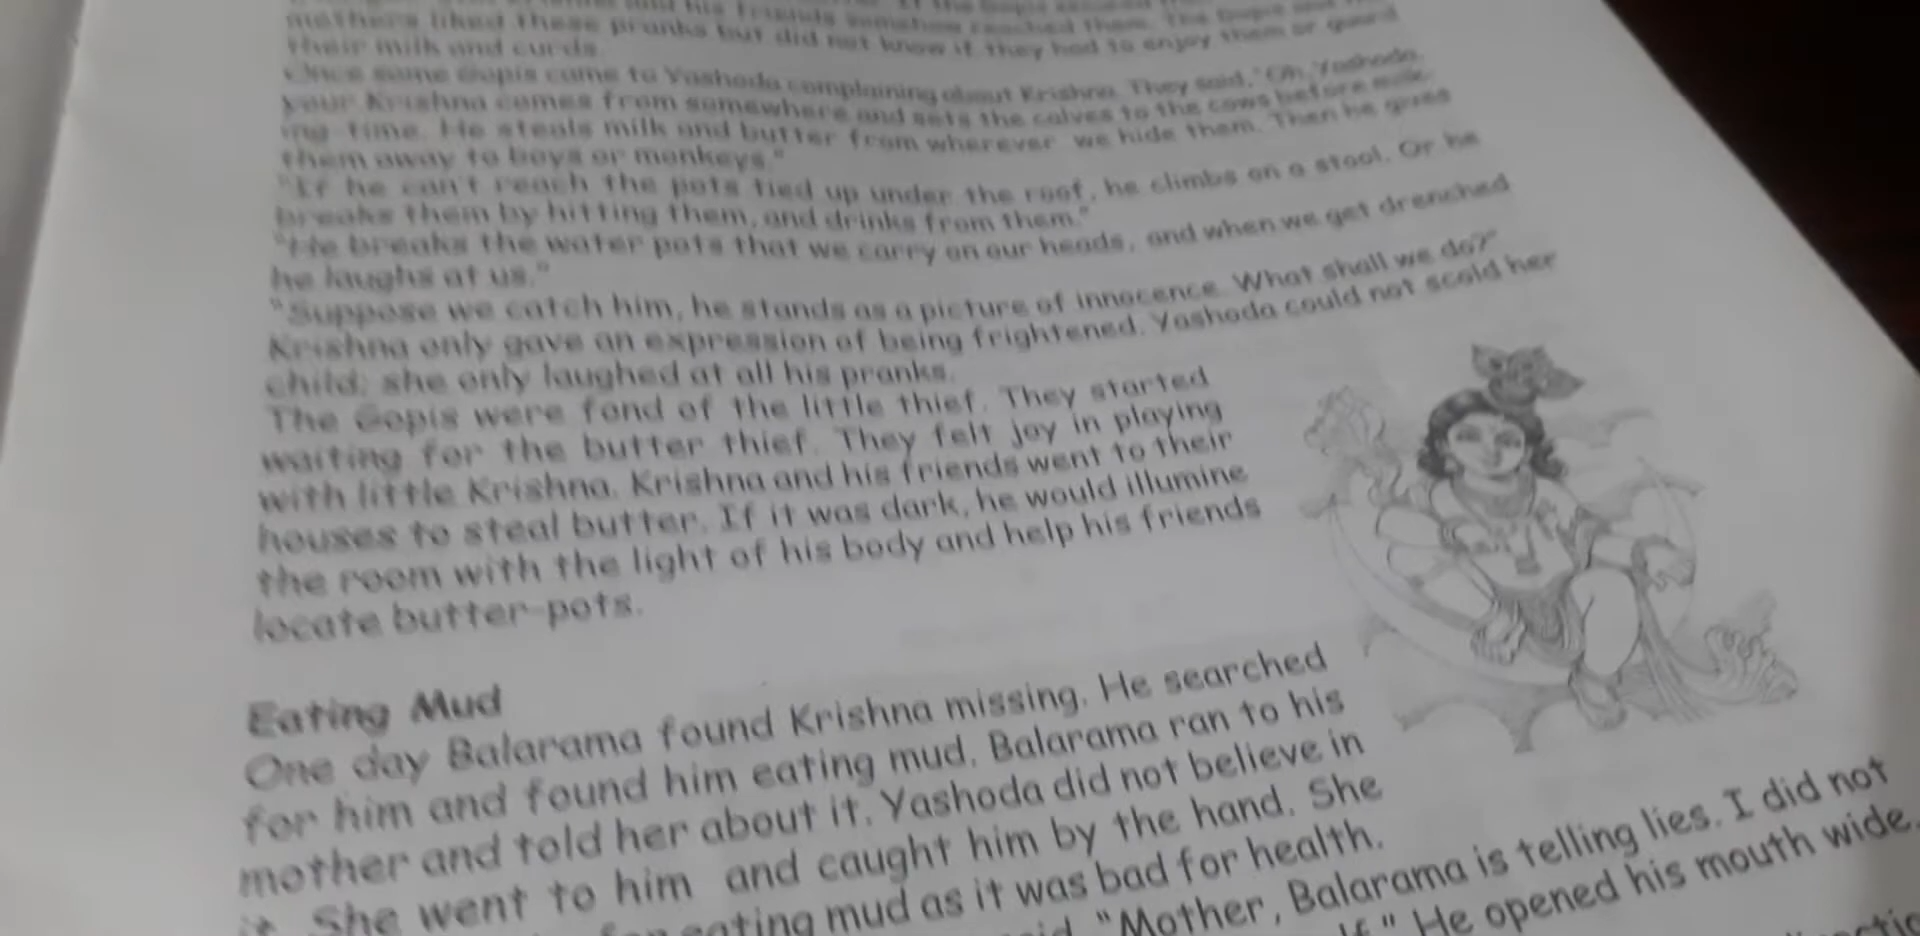 his friends somehow reached them. The Gopis
mothers liked these pranks but did not know if they had to enjoy them or guard
their milk and curds.
Once some Gopis came to Yashoda complaining about Krishna. They said, "Oh, Yashoda,
your Krishna comes from somewhere and sets the calves to the cows before milk-
ing time. He steals milk and butter from wherever we hide them. Then he gives
them away to boys or monkeys."
"If he can't reach the pots tied up under the roof, he climbs on a stool. Or he
breaks them by hitting them, and drinks from them."
"He breaks the water pots that we carry on our heads, and when we get drenched
he laughs at us."
"Suppose we catch him, he stands as a picture of innocence. What shall we do?"
Krishna only gave an expression of being frightened. Yashoda could not scold her
child; she only laughed at all his pranks.
The Gopis were fond of the little thief. They started
waiting for the butter thief. They felt joy in playing
with little Krishna. Krishna and his friends went to their
houses to steal butter. If it was dark, he would illumine
the room with the light of his body and help his friends
locate butter-pots.
Eating Mud
One day Balarama found Krishna missing. He searched
for him and found him eating mud. Balarama ran to his
mother and told her about it. Yashoda did not believe in
it. She went to him and caught him by the hand. She
for eating mud as it was bad for health.
said, "Mother, Balarama is telling lies. I did not
He opened his mouth wide.